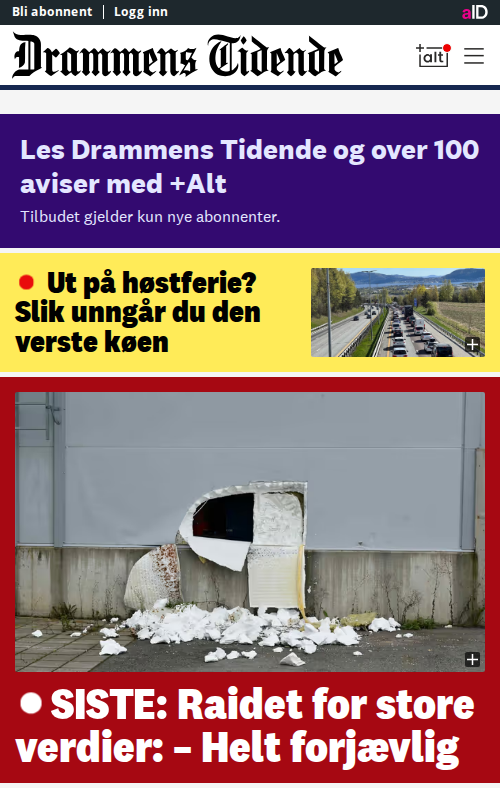 Bli abonnent | Logg inn
aID
Drammens Tidende
+alt
Les Drammens Tidende og over 100
aviser med +Alt
Tilbudet gjelder kun nye abonnenter.
Ut på høstferie?
Slik unngår du den
verste køen
SISTE: Raidet for store
verdier: – Helt forjævlig